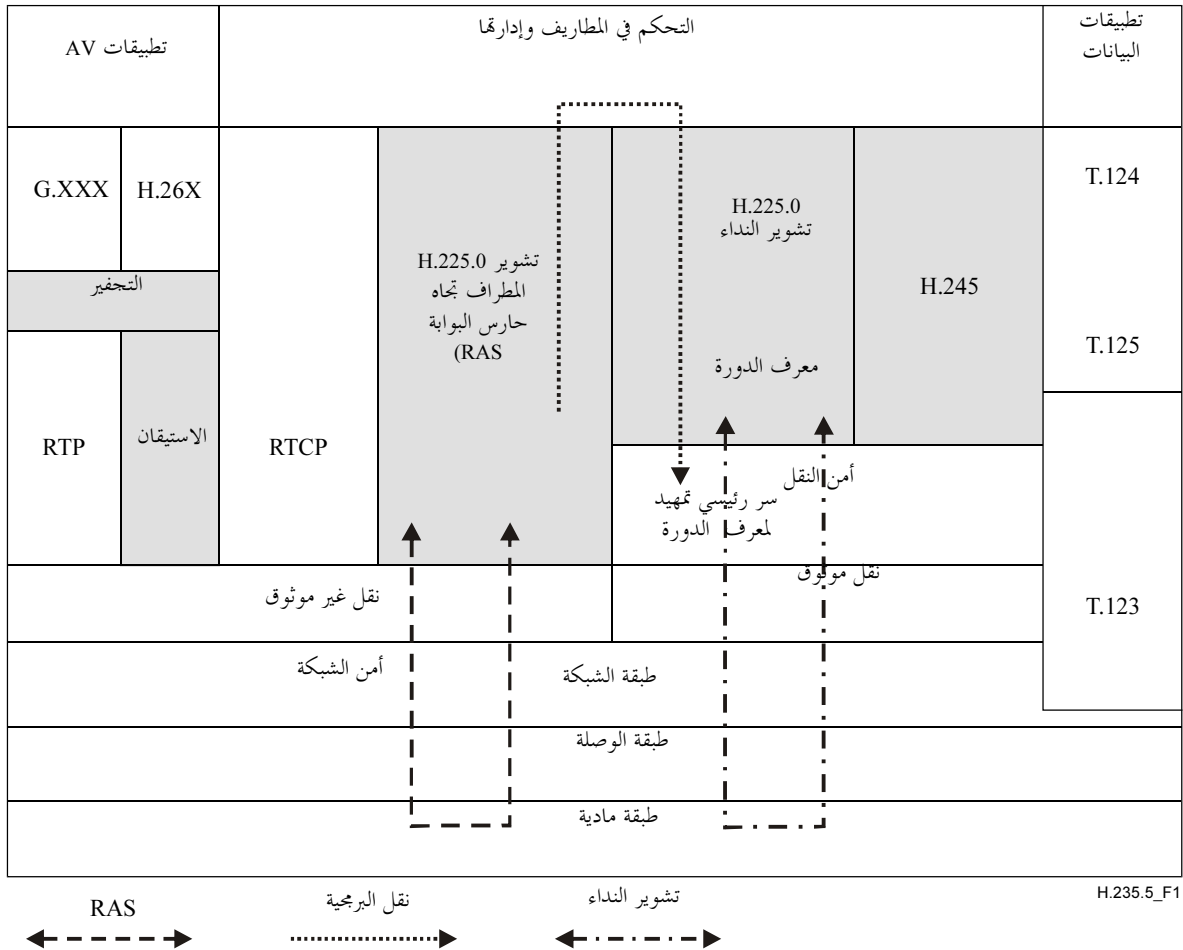 تطبيقات AV
التحكم في المطاريف وإدارتها
تطبيقات
البيانات
G.XXX
H.26X
التجفير
RTP
الاستيقان
RTCP
تشوير H.225.0
المطراف تجاه
حارس البوابة
(RAS
H.225.0
تشوير النداء
معرف الدورة
H.245
T.124
T.125
T.123
أمن النقل
سر رئيسي تمهيد
لمعرف الدورة
نقل موثوق
نقل غير موثوق
أمن الشبكة
طبقة الشبكة
طبقة الوصلة
طبقة مادية
RAS
نقل البرمجية
تشوير النداء
H.235.5_F1